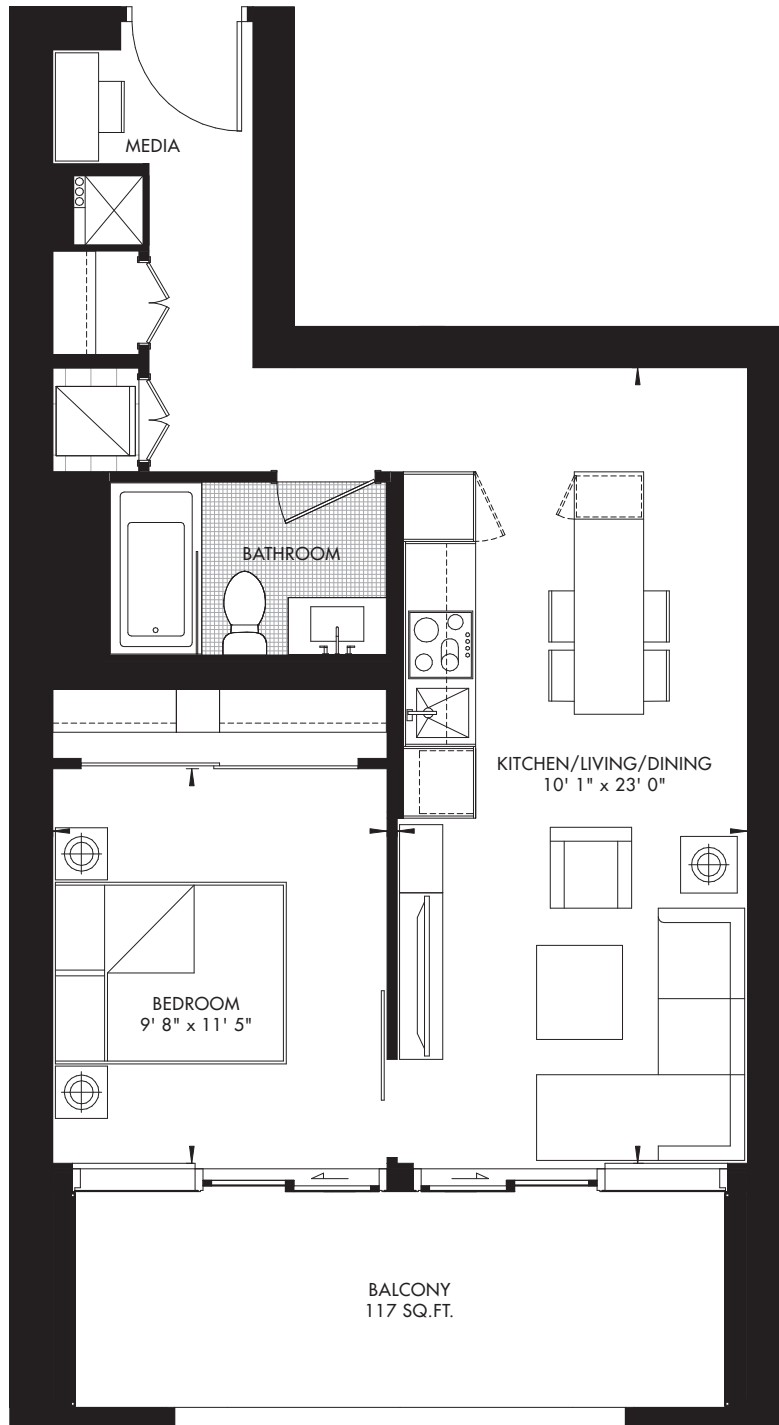 MEDIA
BATHROOM
KITCHEN/LIVING/DINING
10' 1" x 23' 0"
BEDROOM
9' 8" x 11' 5"
BALCONY
117 SQ.FT.